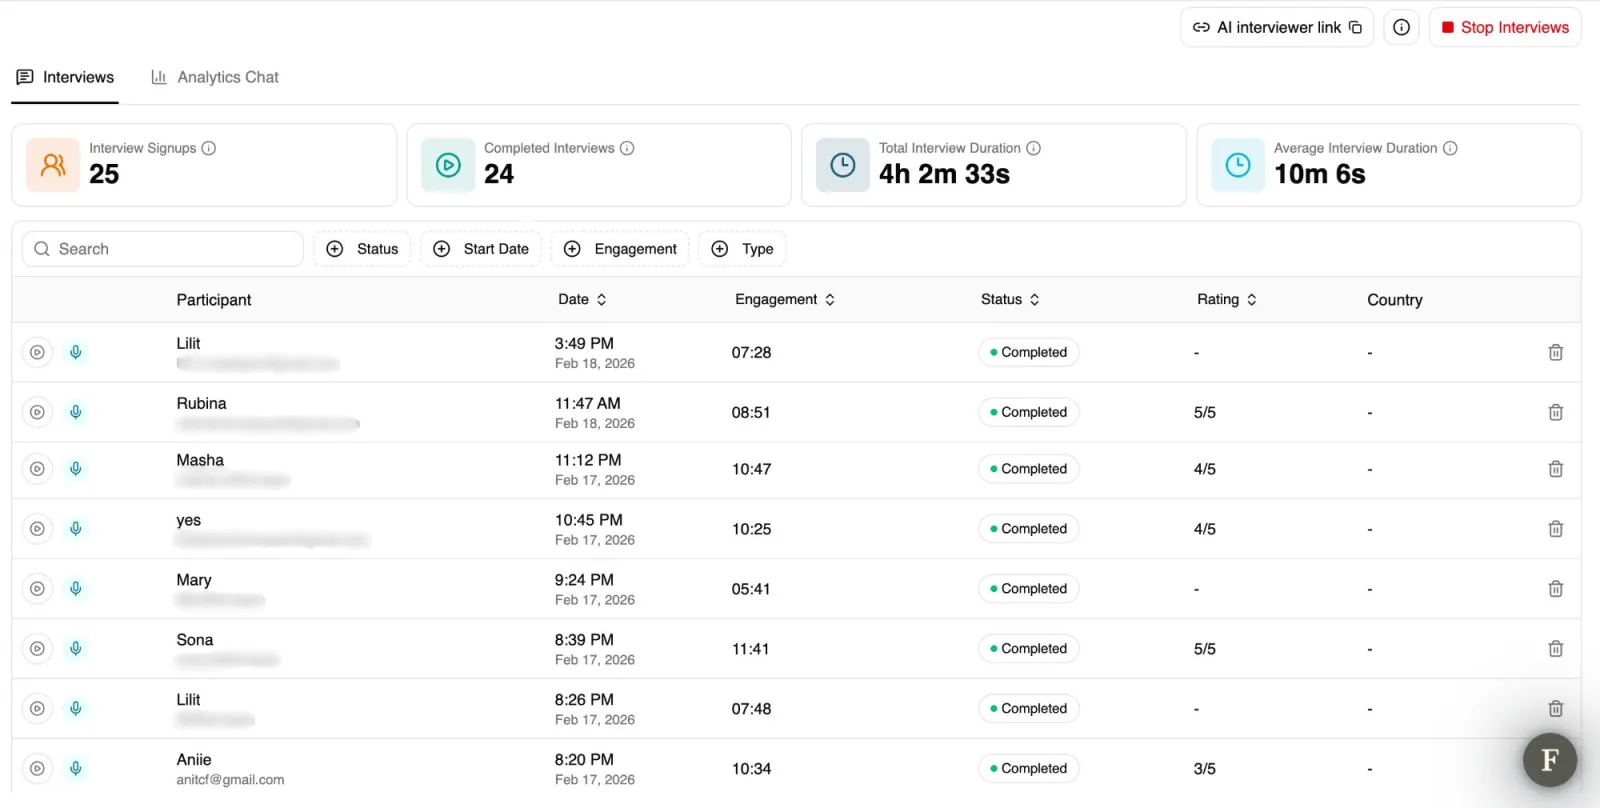 AI interviewer link
Stop Interviews
Interviews
Analytics Chat
Interview Signups
25
Completed Interviews
24
Total Interview Duration
4h 2m 33s
Average Interview Duration
10m 6s
Search
Status
Start Date
Engagement
Type
Participant Date Engagement Status Rating Country
Lilit 3:49 PM
Feb 18, 2026
07:28 Completed - -
Rubina 11:47 AM
Feb 18, 2026
08:51 Completed 5/5 -
Masha 11:12 PM
Feb 17, 2026
10:47 Completed 4/5 -
yes 10:45 PM
Feb 17, 2026
10:25 Completed 4/5 -
Mary 9:24 PM
Feb 17, 2026
05:41 Completed - -
Sona 8:39 PM
Feb 17, 2026
11:41 Completed 5/5 -
Lilit 8:26 PM
Feb 17, 2026
07:48 Completed - -
Aniie 8:20 PM
anitcf@gmail.com Feb 17, 2026
10:34 Completed 3/5 -
F